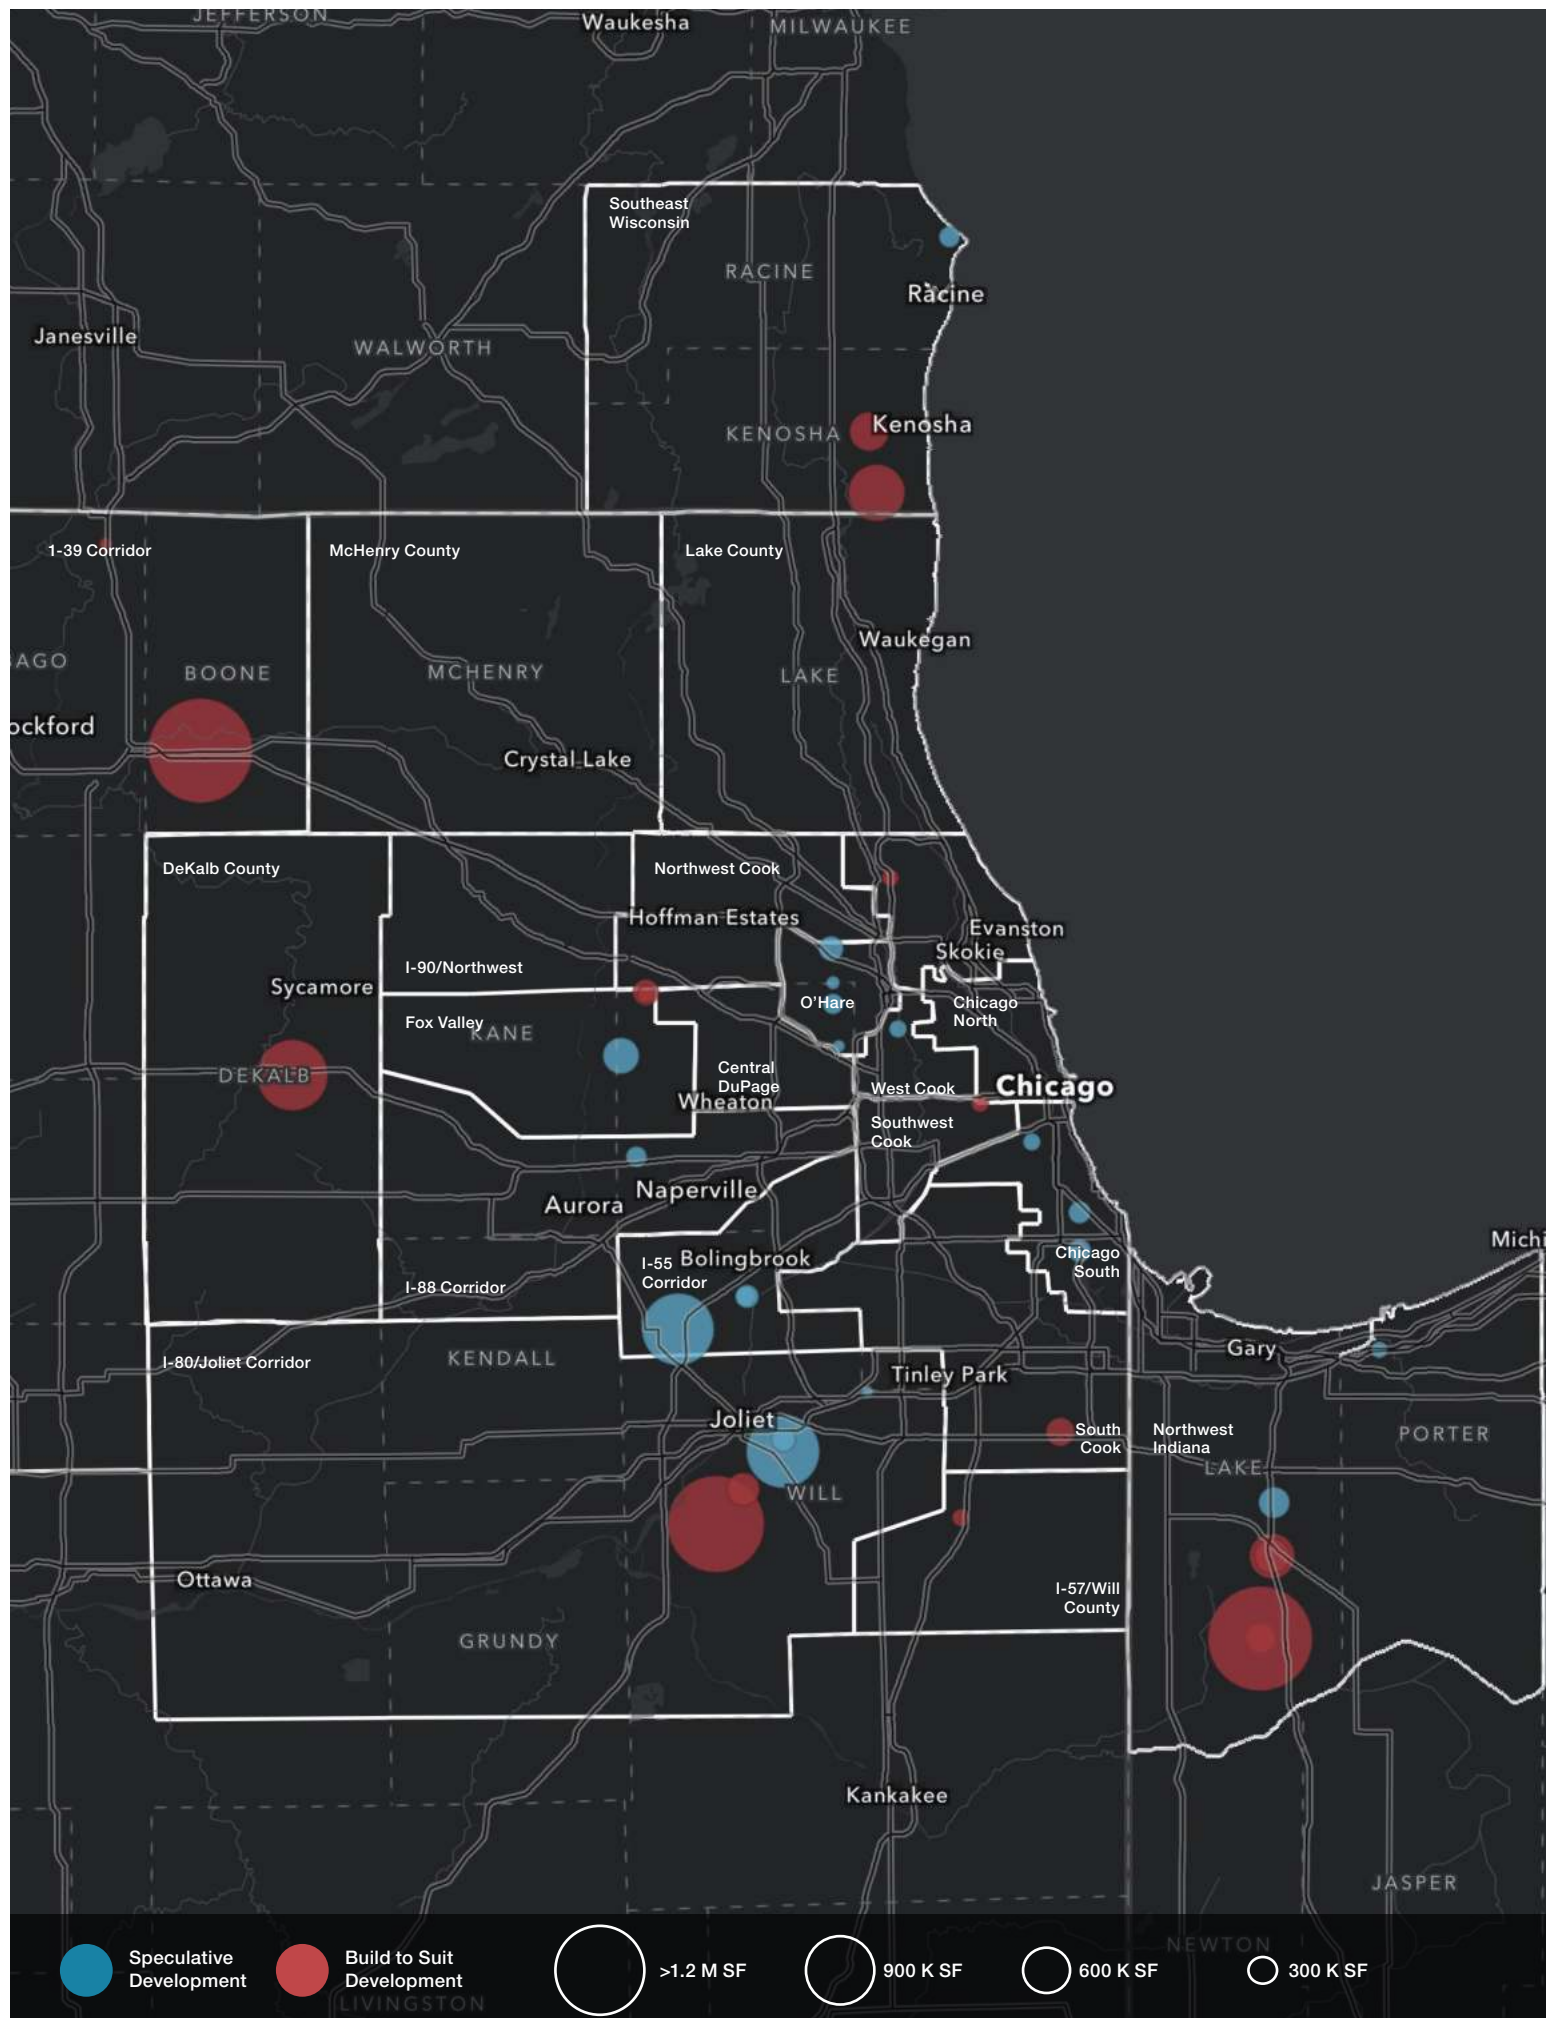 JEFFERSON
Waukesha
MILWAUKEE
Southeast
Wisconsin
RACINE
Racine
Janesville
WALWORTH
KENOSHA
Kenosha
1-39 Corridor
McHenry County
Lake County
Waukegan
AGO
BOONE
MCHENRY
LAKE
ockford
Crystal Lake
DeKalb County
Northwest Cook
Hoffman Estates
Evanston
Skokie
I-90/Northwest
Sycamore
O'Hare
Chicago
North
Fox Valley
KANE
Central
DuPage
DEKALB
West Cook
Chicago
Wheaton
Southwest
Cook
Naperville
Aurora
Michi
I-55
Corridor
Bolingbrook
Chicago
South
I-88 Corridor
Gary
I-80/Joliet Corridor
KENDALL
Tinley Park
Joliet
South
Cook
Northwest
Indiana
PORTER
LAKE
WILL
Ottawa
I-57/Will
County
GRUNDY
Kankakee
JASPER
NEWTON
Speculative
Development
Build to Suit
Development
>1.2 M SF
900 K SF
600 K SF
300 K SF
LIVINGSTON